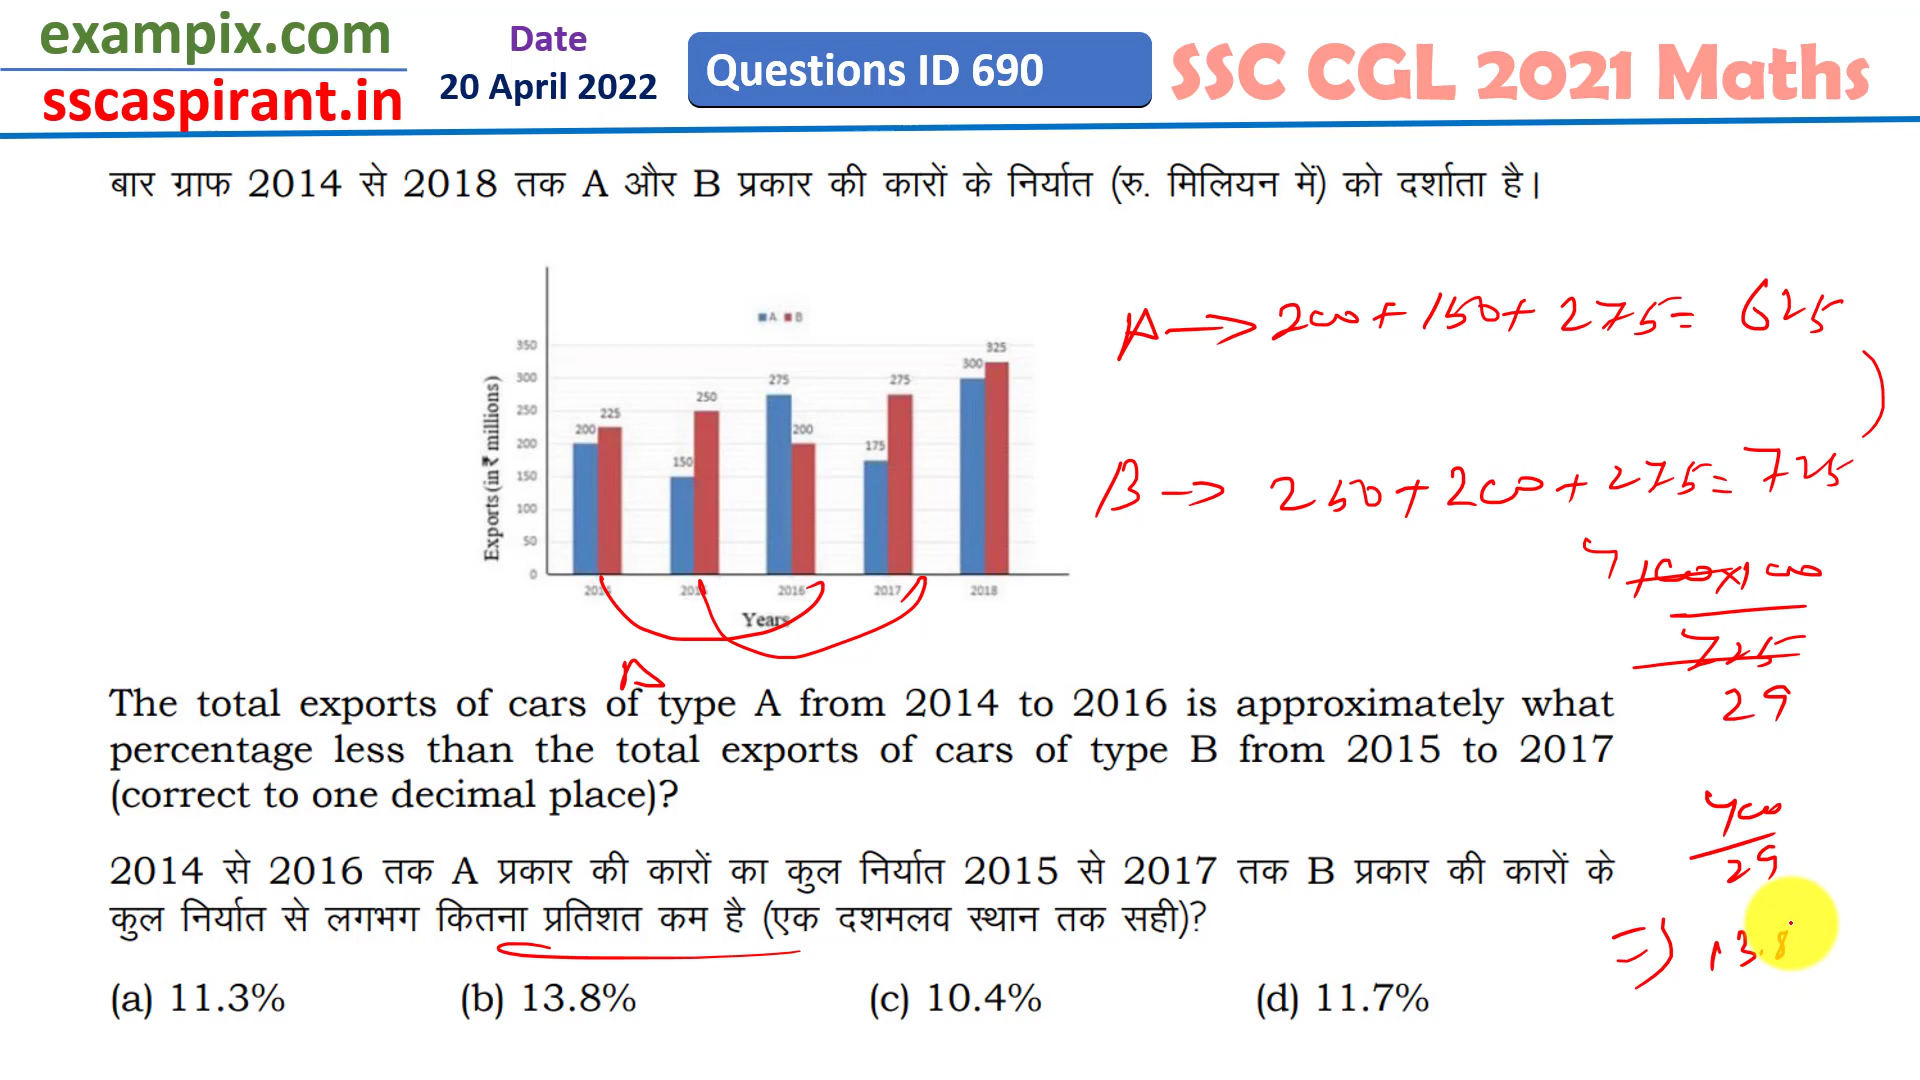 exampix.com
sscaspirant.in
Date
20 April 2022
Questions ID 690
SSC CGL 2021 Maths
बार ग्राफ 2014 से 2018 तक A और B प्रकार की कारों के निर्यात (रु. मिलियन में) को दर्शाता है।
A B
Exports (in ₹ millions)
350
300
250
200
150
100
50
0
200 225
150 250
275 200
175 275
300 325
2016 2017 2018
Years
A → 200 + 150 + 275 = 625
B → 250 + 200 + 275 = 725
4
100 × 100
725
29
400
29
⇒ 13.8
A
The total exports of cars of type A from 2014 to 2016 is approximately what
percentage less than the total exports of cars of type B from 2015 to 2017
(correct to one decimal place)?
2014 से 2016 तक A प्रकार की कारों का कुल निर्यात 2015 से 2017 तक B प्रकार की कारों के
कुल निर्यात से लगभग कितना प्रतिशत कम है (एक दशमलव स्थान तक सही)?
(a) 11.3% (b) 13.8% (c) 10.4% (d) 11.7%